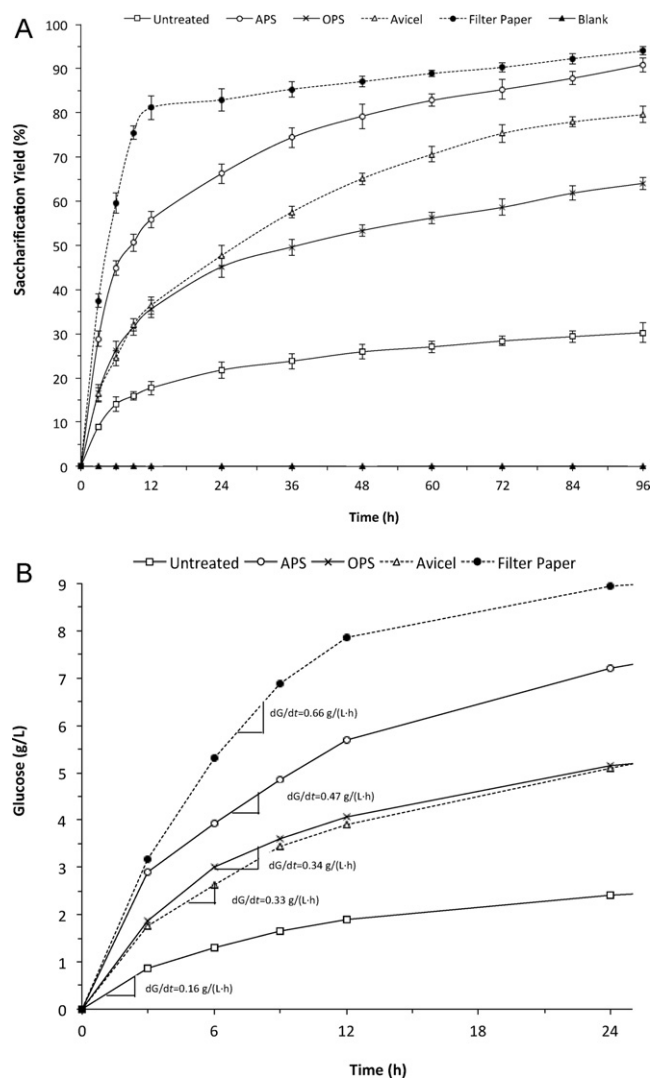 A
Untreated APS OPS Avicel Filter Paper Blank
100
90
80
70
60
50
40
30
20
10
0
Saccharification Yield (%)
0 12 24 36 48 60 72 84 96
Time (h)
B
Untreated APS OPS Avicel Filter Paper
9
8
7
6
5
4
3
2
1
0
Glucose (g/L)
dG/dt=0.66 g/(L·h)
dG/dt=0.47 g/(L·h)
dG/dt=0.34 g/(L·h)
dG/dt=0.33 g/(L·h)
dG/dt=0.16 g/(L·h)
0 6 12 18 24
Time (h)